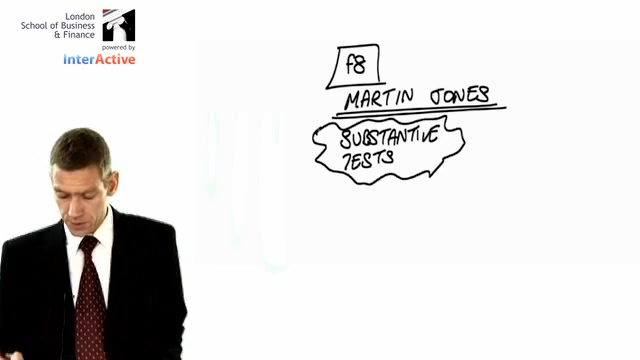 London
School of Business
& Finance
powered by
InterActive
f8
MARTIN JONES
SUBSTANTIVE
TESTS